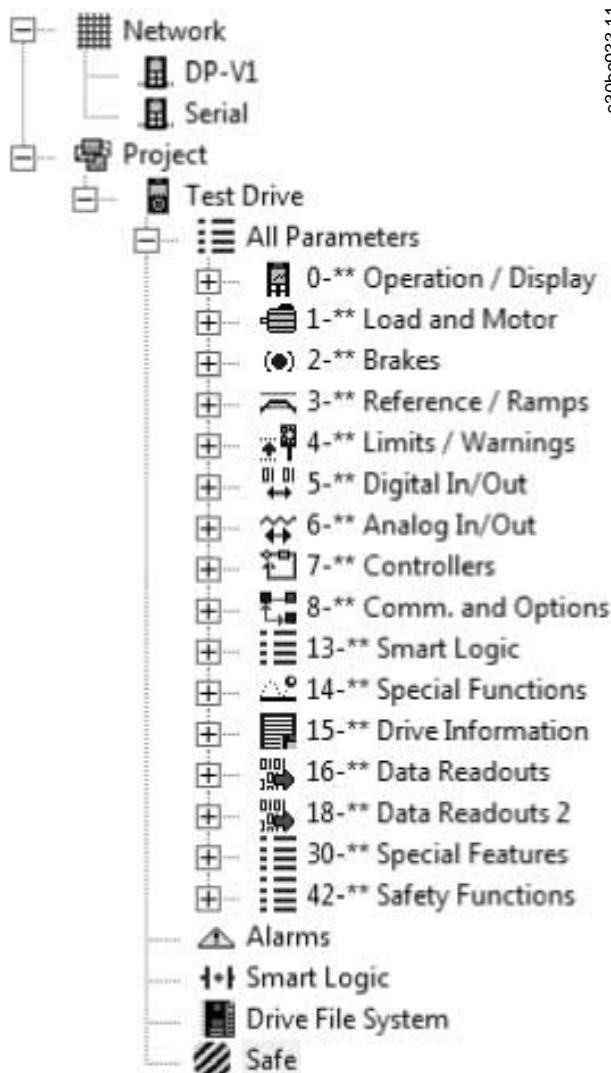 Network
DP-V1
Serial
Project
Test Drive
All Parameters
0-** Operation / Display
1-** Load and Motor
2-** Brakes
3-** Reference / Ramps
4-** Limits / Warnings
5-** Digital In/Out
6-** Analog In/Out
7-** Controllers
8-** Comm. and Options
13-** Smart Logic
14-** Special Functions
15-** Drive Information
16-** Data Readouts
18-** Data Readouts 2
30-** Special Features
42-** Safety Functions
Alarms
Smart Logic
Drive File System
Safe